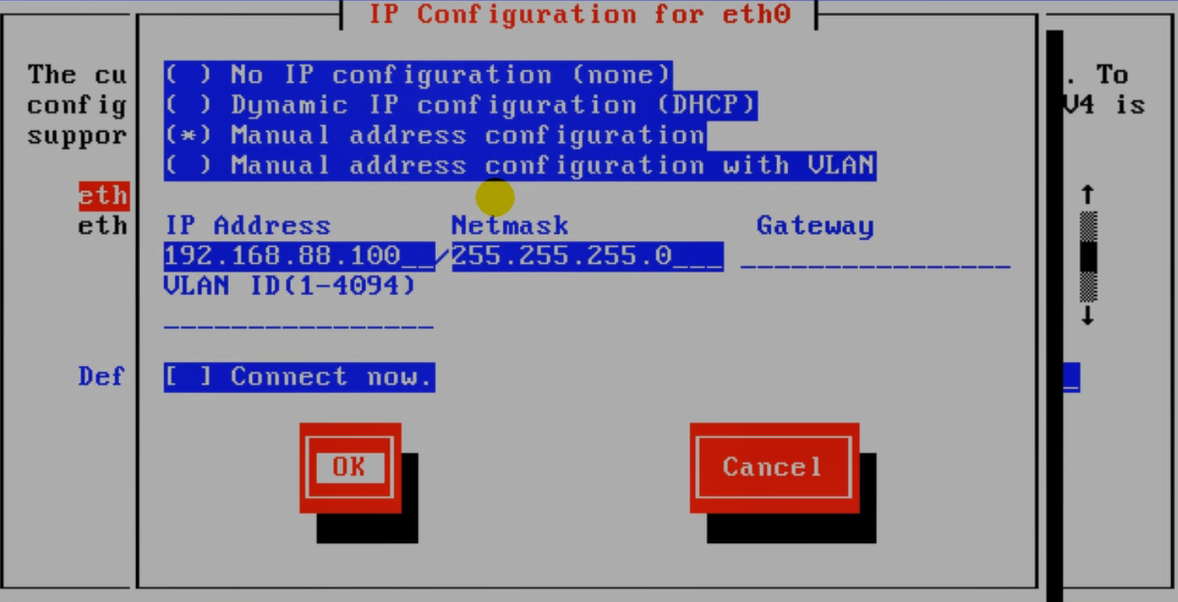 IP Configuration for eth0
The cu
( ) No IP configuration (none)
. To
config
( ) Dynamic IP configuration (DHCP)
V4 is
suppor
(*) Manual address configuration
( ) Manual address configuration with VLAN
eth
↑
eth
IP Address Netmask Gateway
192.168.88.100__/255.255.255.0___ ________________
VLAN ID(1-4094)
↓
________________
Def
[ ] Connect now.
_
OK Cancel